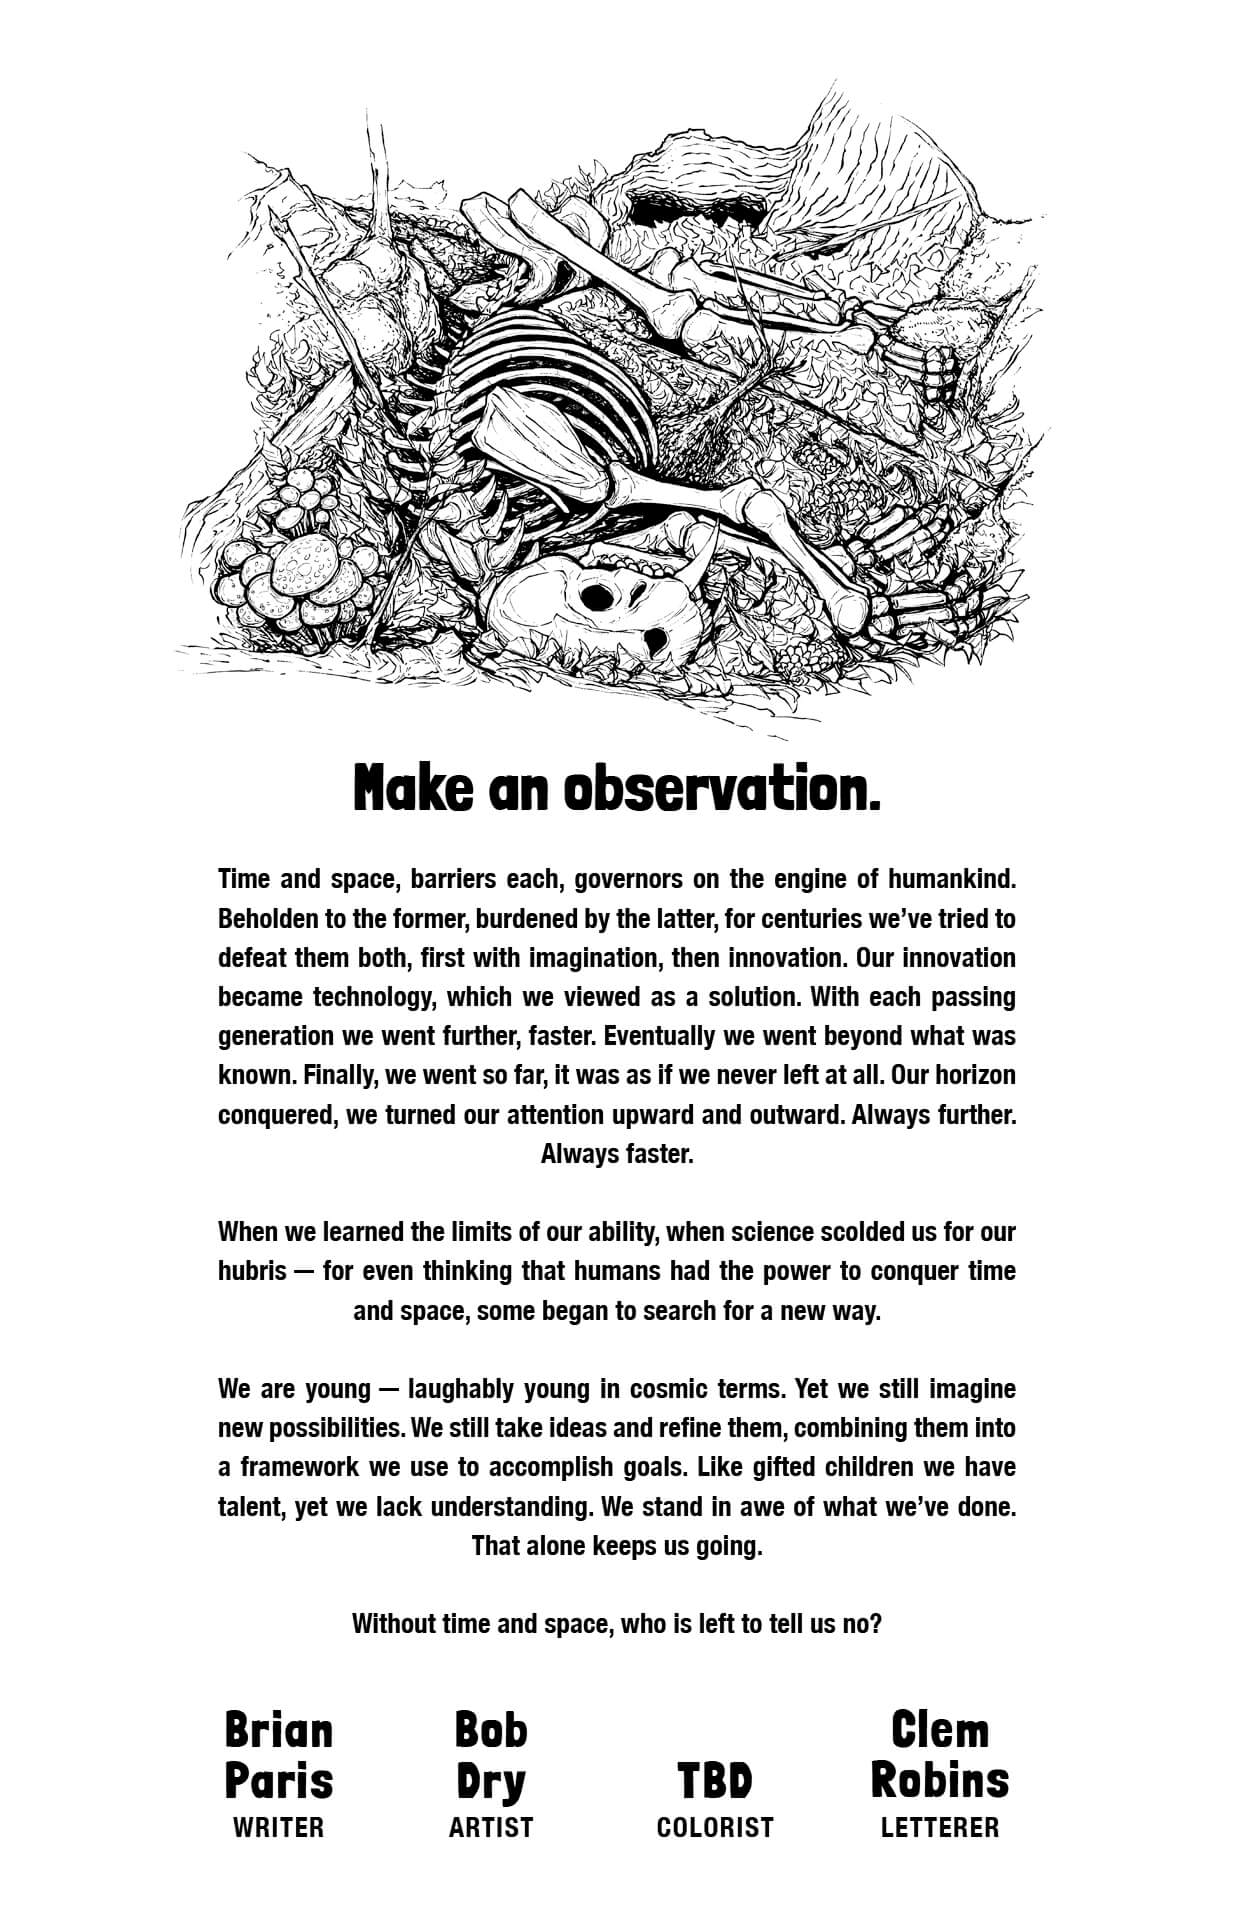 Make an observation.
Time and space, barriers each, governors on the engine of humankind.
Beholden to the former, burdened by the latter, for centuries we've tried to
defeat them both, first with imagination, then innovation. Our innovation
became technology, which we viewed as a solution. With each passing
generation we went further, faster. Eventually we went beyond what was
known. Finally, we went so far, it was as if we never left at all. Our horizon
conquered, we turned our attention upward and outward. Always further.
Always faster.
When we learned the limits of our ability, when science scolded us for our
hubris — for even thinking that humans had the power to conquer time
and space, some began to search for a new way.
We are young — laughably young in cosmic terms. Yet we still imagine
new possibilities. We still take ideas and refine them, combining them into
a framework we use to accomplish goals. Like gifted children we have
talent, yet we lack understanding. We stand in awe of what we've done.
That alone keeps us going.
Without time and space, who is left to tell us no?
Brian
Paris
WRITER
Bob
Dry
ARTIST
TBD
COLORIST
Clem
Robins
LETTERER